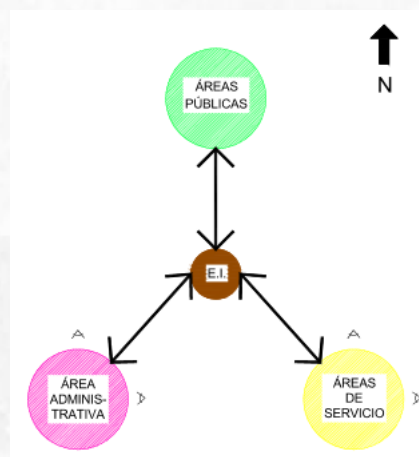 ÁREAS
PÚBLICAS
N
E.I.
A
A
ÁREA
ADMINIS-
TRATIVA
A
ÁREAS
DE
SERVICIO
A